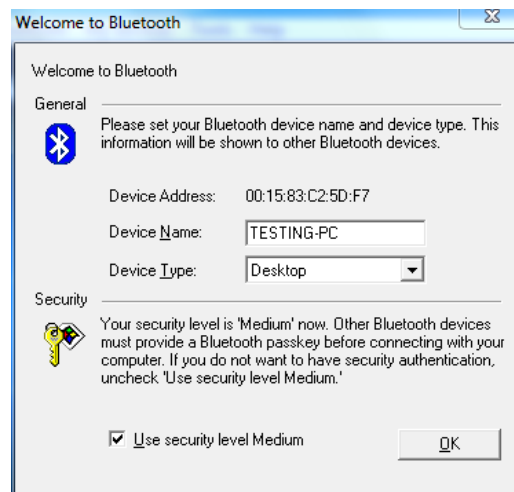 Welcome to Bluetooth
Welcome to Bluetooth
General
Please set your Bluetooth device name and device type. This
information will be shown to other Bluetooth devices.
Device Address: 00:15:83:C2:5D:F7
Device Name: TESTING-PC
Device Type: Desktop
Security
Your security level is 'Medium' now. Other Bluetooth devices
must provide a Bluetooth passkey before connecting with your
computer. If you do not want to have security authentication,
uncheck 'Use security level Medium.'
Use security level Medium
OK